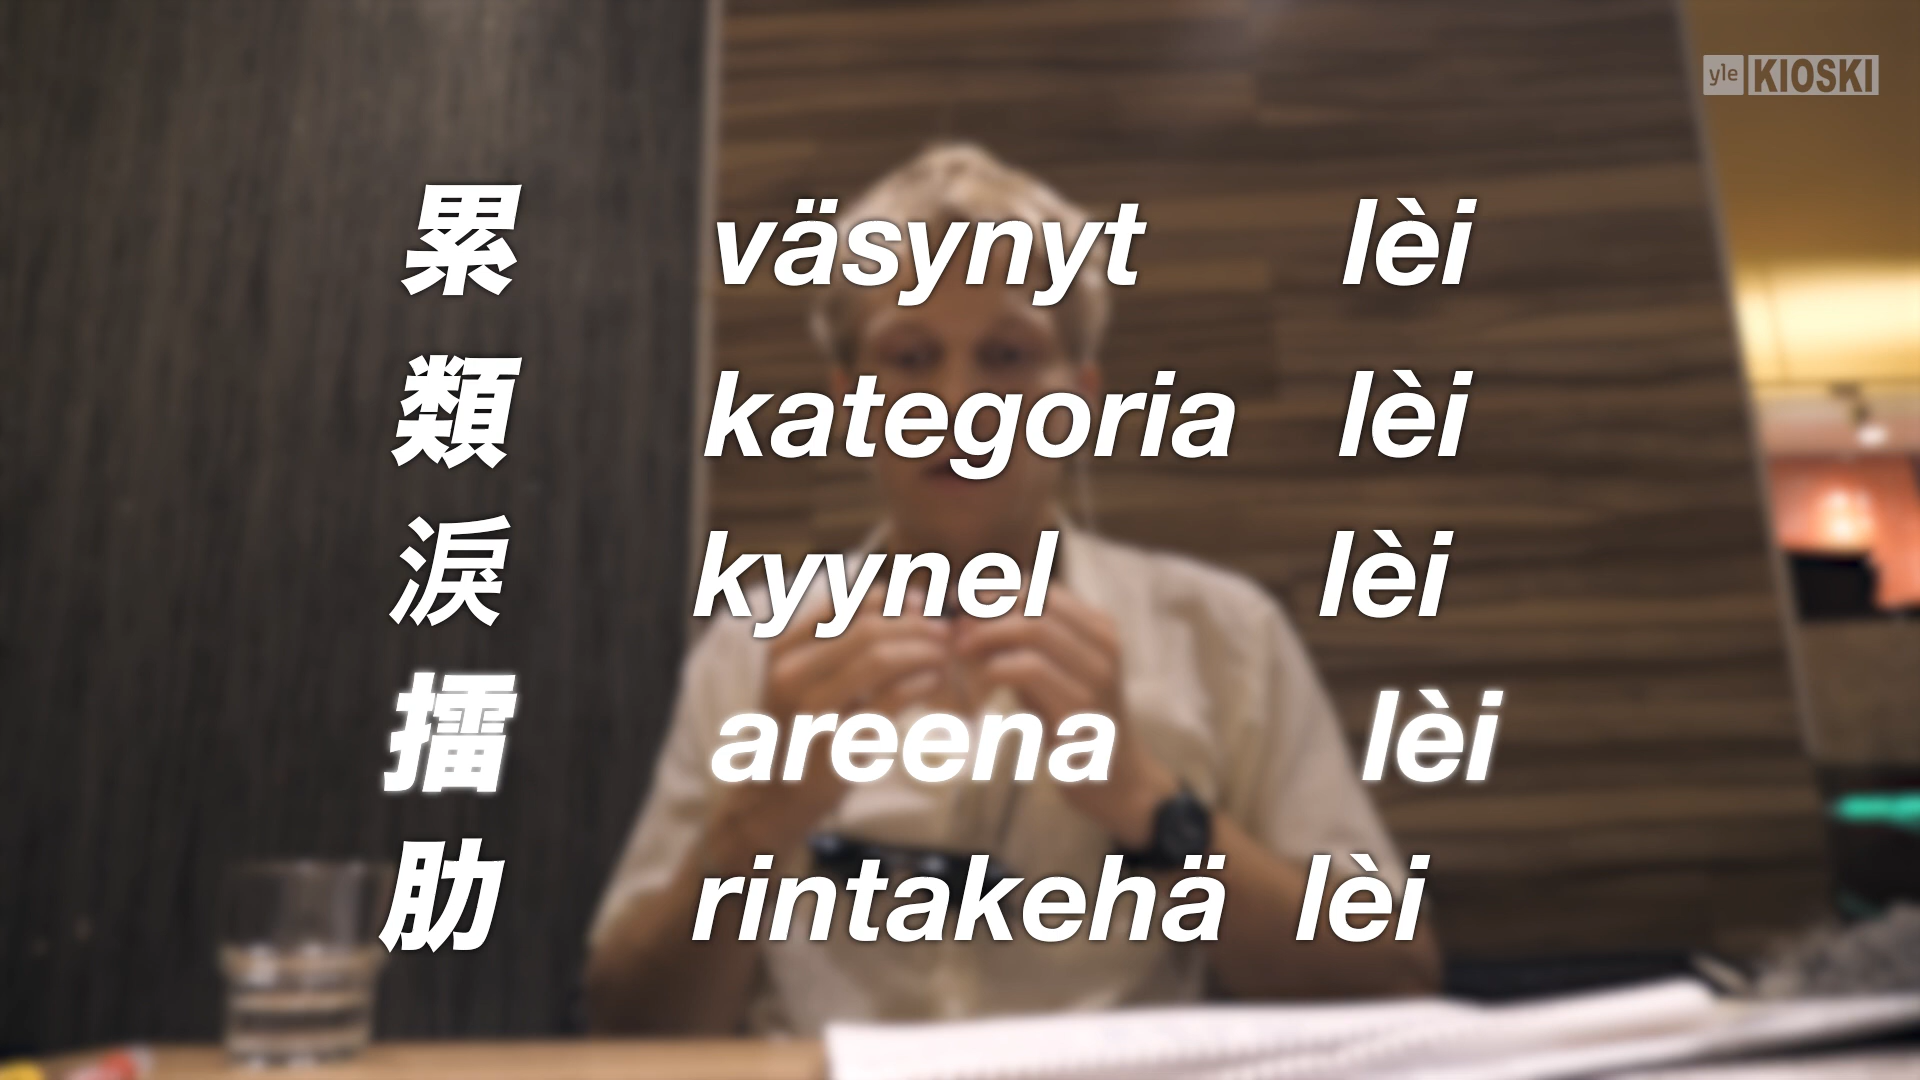 yle KIOSKI
累 väsynyt lèi
類 kategoria lèi
淚 kyynel lèi
擂 areena lèi
肋 rintakehä lèi